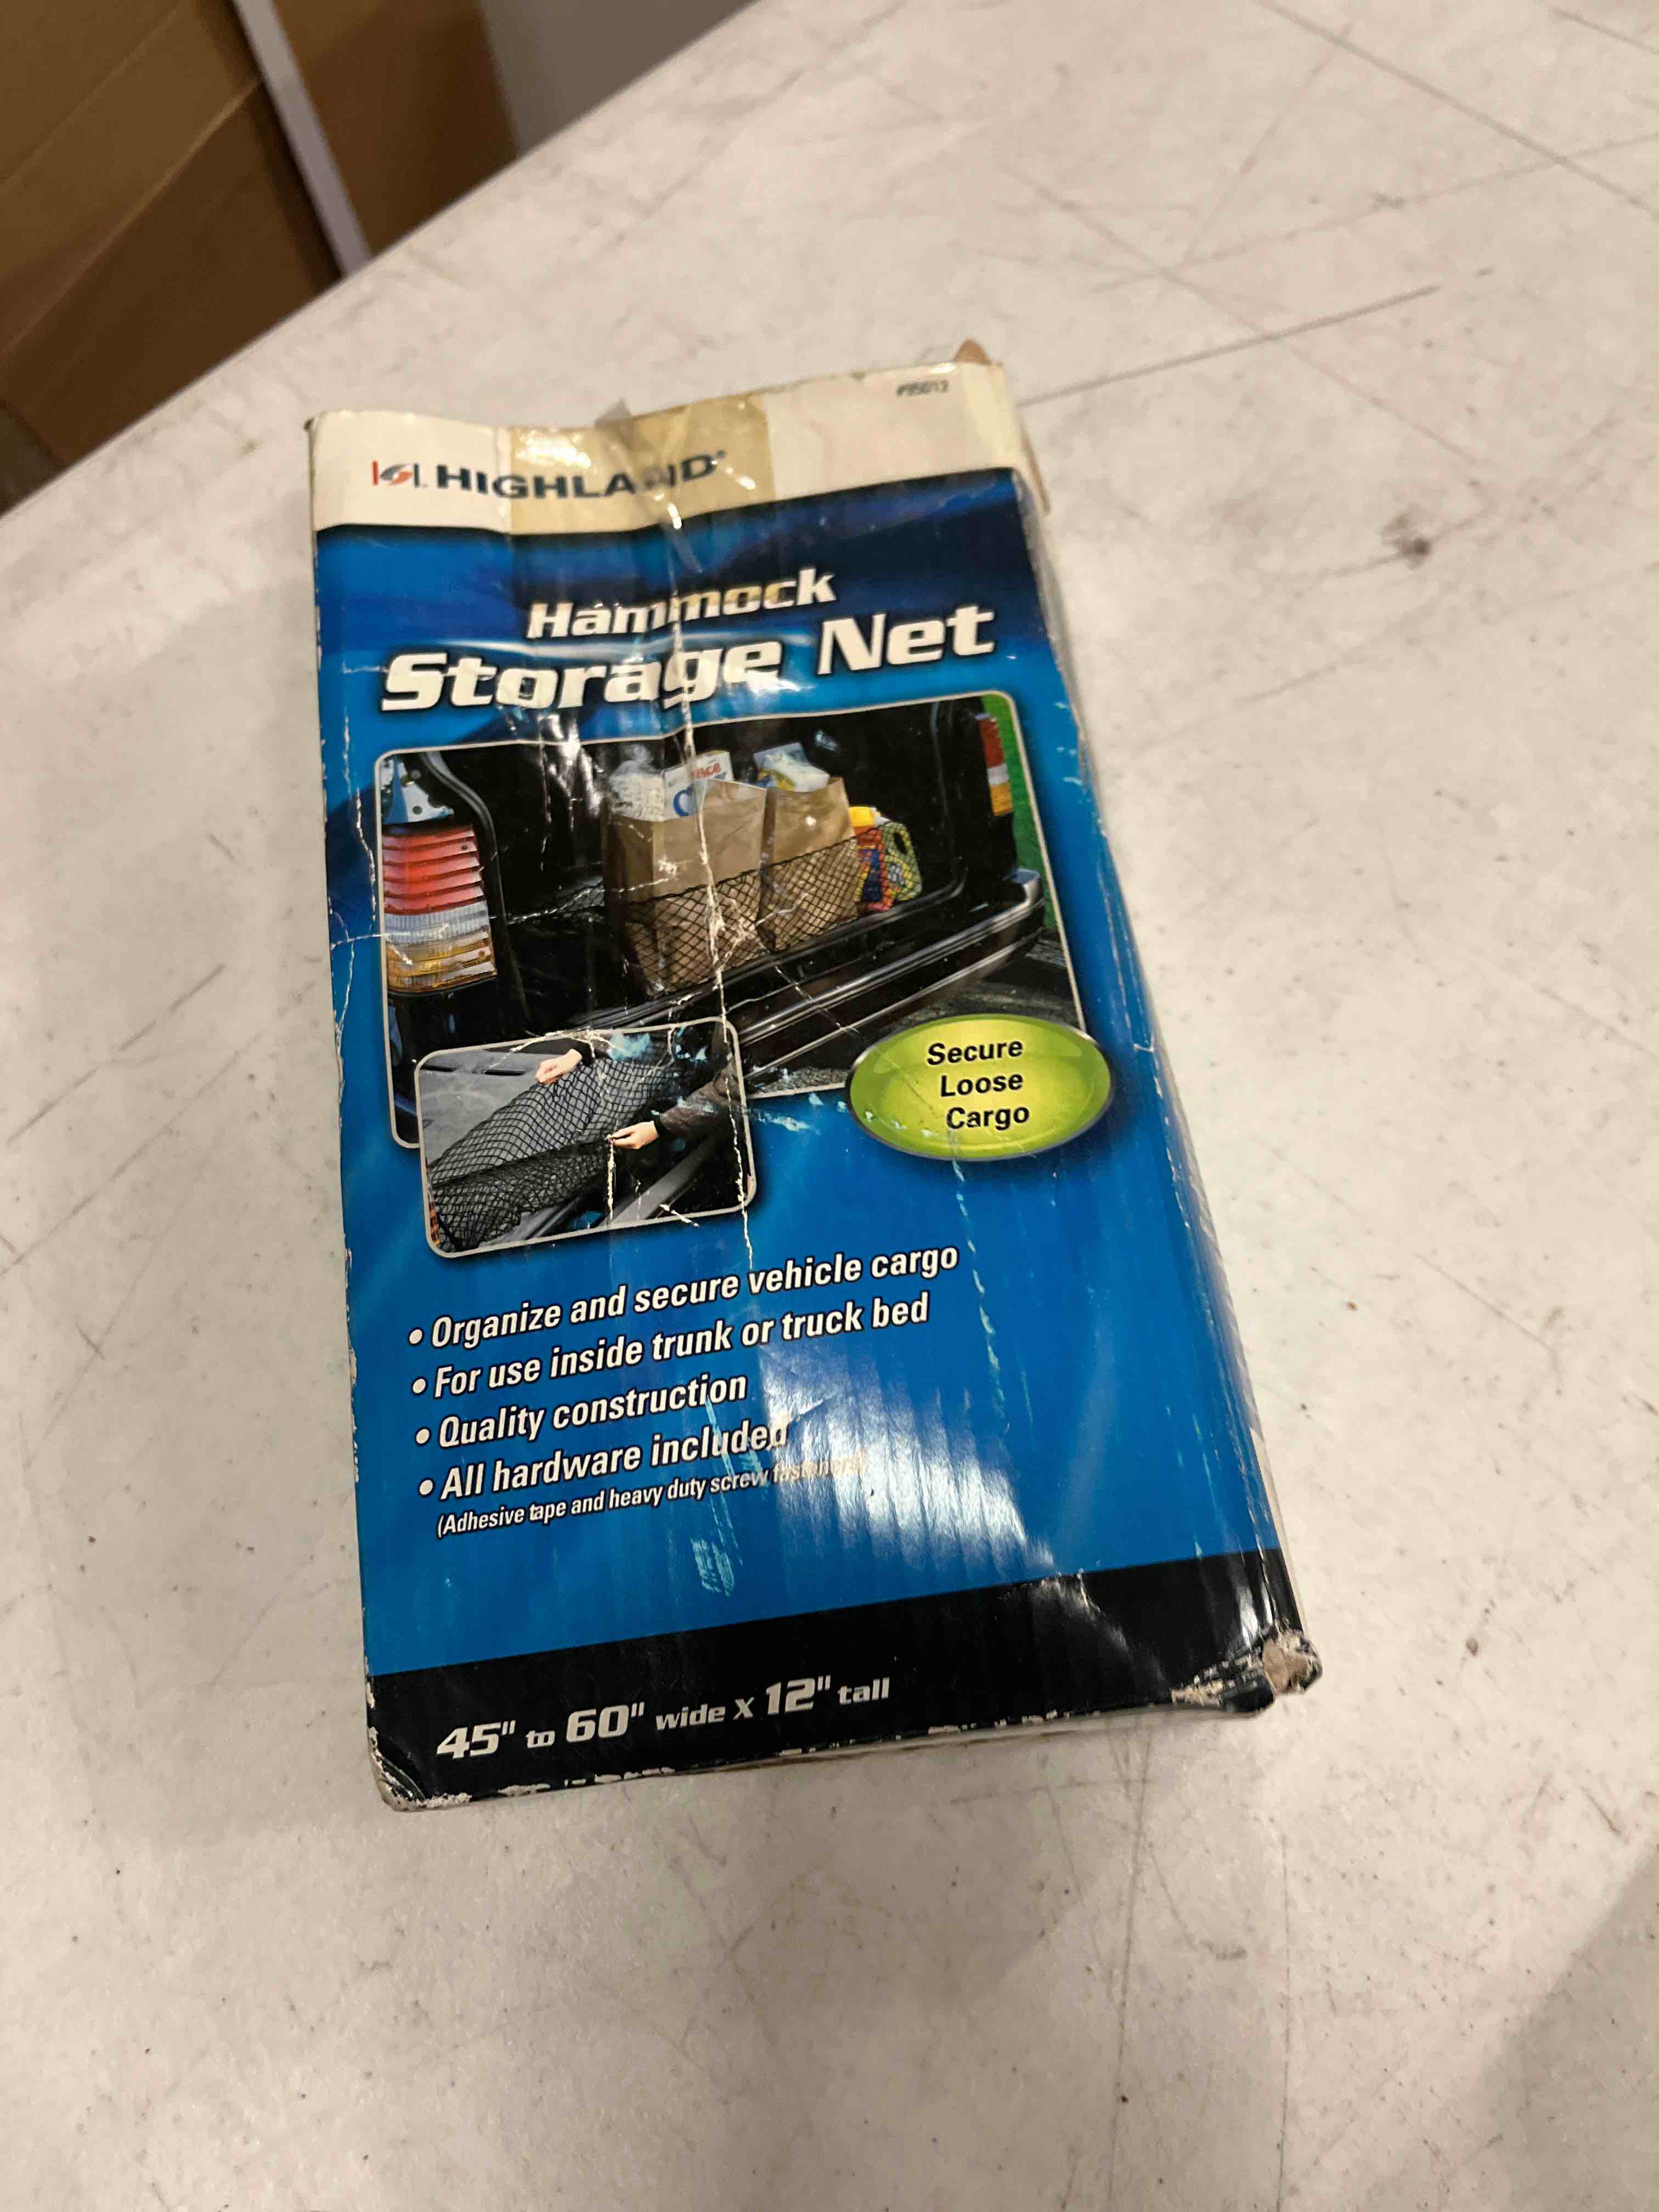 #95012
HIGHLAND®
Hammock
Storage Net
Secure
Loose
Cargo
• Organize and secure vehicle cargo
• For use inside trunk or truck bed
• Quality construction
• All hardware included
(Adhesive tape and heavy duty screw fasteners)
45" to 60" wide x 12" tall